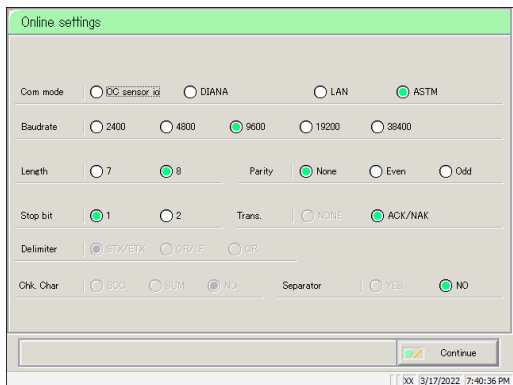 Online settings
Com mode OC sensor io DIANA LAN ASTM
Baudrate 2400 4800 9600 19200 38400
Length 7 8 Parity None Even Odd
Stop bit 1 2 Trans. NONE ACK/NAK
Delimiter STX/ETX CR/LF CR
Chk. Char BCC SUM NO Separator YES NO
Continue
XX 3/17/2022 7:40:36 PM